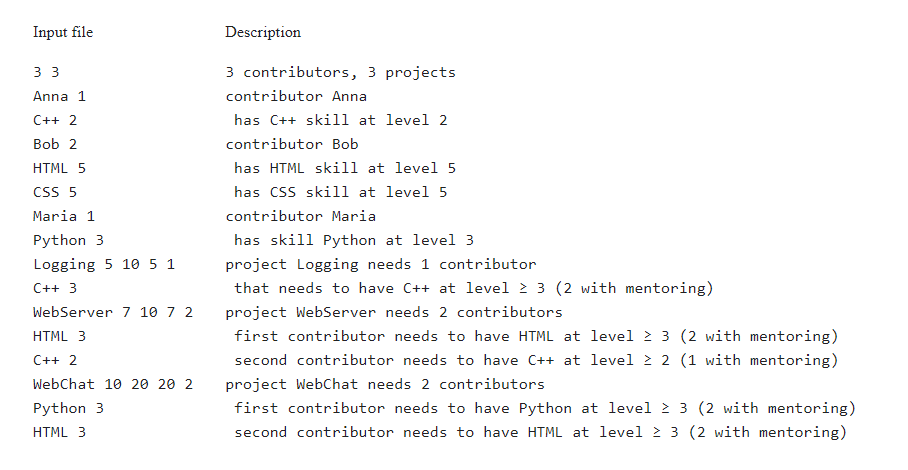 Input file Description
3 3 3 contributors, 3 projects
Anna 1 contributor Anna
C++ 2 has C++ skill at level 2
Bob 2 contributor Bob
HTML 5 has HTML skill at level 5
CSS 5 has CSS skill at level 5
Maria 1 contributor Maria
Python 3 has skill Python at level 3
Logging 5 10 5 1 project Logging needs 1 contributor
C++ 3 that needs to have C++ at level ≥ 3 (2 with mentoring)
WebServer 7 10 7 2 project WebServer needs 2 contributors
HTML 3 first contributor needs to have HTML at level ≥ 3 (2 with mentoring)
C++ 2 second contributor needs to have C++ at level ≥ 2 (1 with mentoring)
WebChat 10 20 20 2 project WebChat needs 2 contributors
Python 3 first contributor needs to have Python at level ≥ 3 (2 with mentoring)
HTML 3 second contributor needs to have HTML at level ≥ 3 (2 with mentoring)